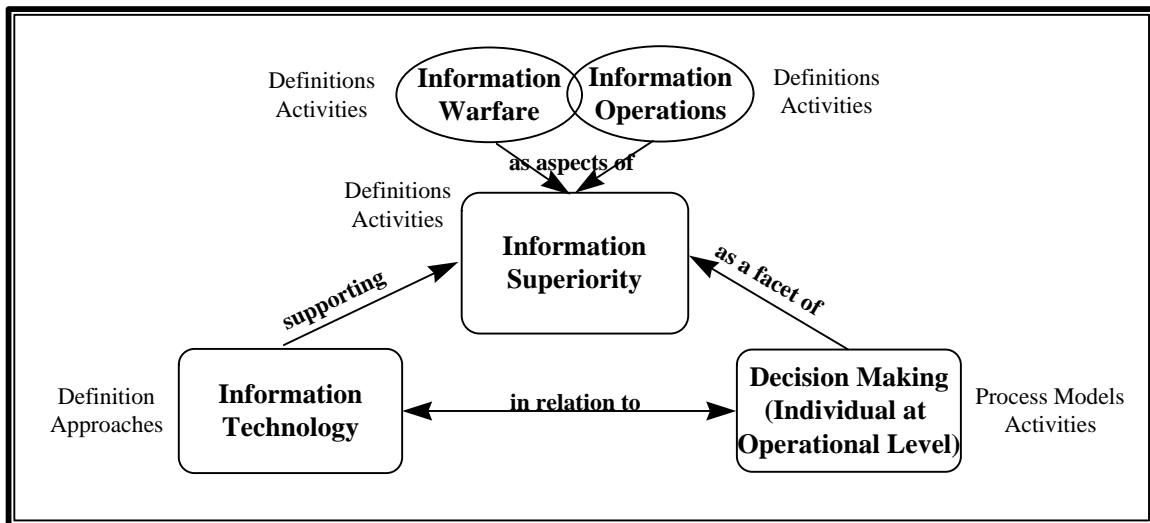 Definitions
Activities
Information
Warfare
Information
Operations
Definitions
Activities
as aspects of
Definitions
Activities
Information
Superiority
supporting
as a facet of
Definition
Approaches
Information
Technology
in relation to
Decision Making
(Individual at
Operational Level)
Process Models
Activities